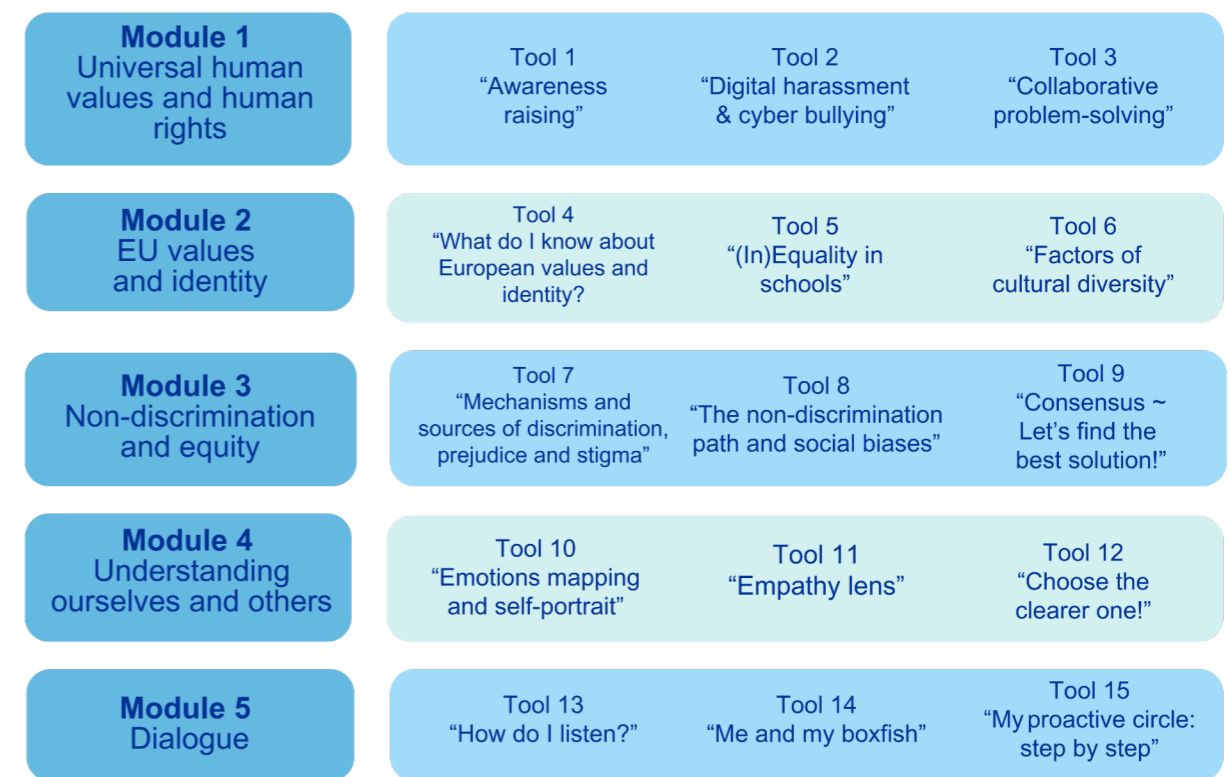 Module 1
Universal human
values and human
rights
Tool 1
“Awareness
raising”
Tool 2
“Digital harassment
& cyber bullying”
Tool 3
“Collaborative
problem-solving”
Module 2
EU values
and identity
Tool 4
“What do I know about
European values and
identity?
Tool 5
“(In)Equality in
schools”
Tool 6
“Factors of
cultural diversity”
Module 3
Non-discrimination
and equity
Tool 7
“Mechanisms and
sources of discrimination,
prejudice and stigma”
Tool 8
“The non-discrimination
path and social biases”
Tool 9
“Consensus ~
Let’s find the
best solution!”
Module 4
Understanding
ourselves and others
Tool 10
“Emotions mapping
and self-portrait”
Tool 11
“Empathy lens”
Tool 12
“Choose the
clearer one!”
Module 5
Dialogue
Tool 13
“How do I listen?”
Tool 14
“Me and my boxfish”
Tool 15
“My proactive circle:
step by step”